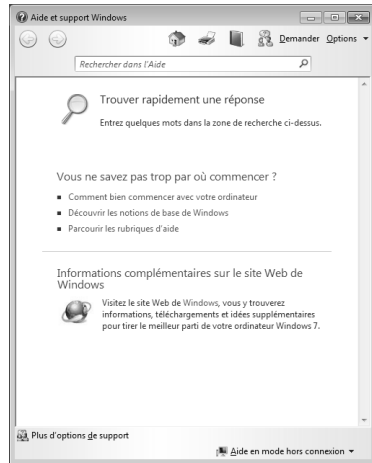 Aide et support Windows
Demander Options
Rechercher dans l'Aide
Trouver rapidement une réponse
Entrez quelques mots dans la zone de recherche ci-dessus.
Vous ne savez pas trop par où commencer ?
Comment bien commencer avec votre ordinateur
Découvrir les notions de base de Windows
Parcourir les rubriques d'aide
Informations complémentaires sur le site Web de
Windows
Visitez le site Web de Windows, vous y trouverez
informations, téléchargements et idées supplémentaires
pour tirer le meilleur parti de votre ordinateur Windows 7.
Plus d'options de support
Aide en mode hors connexion